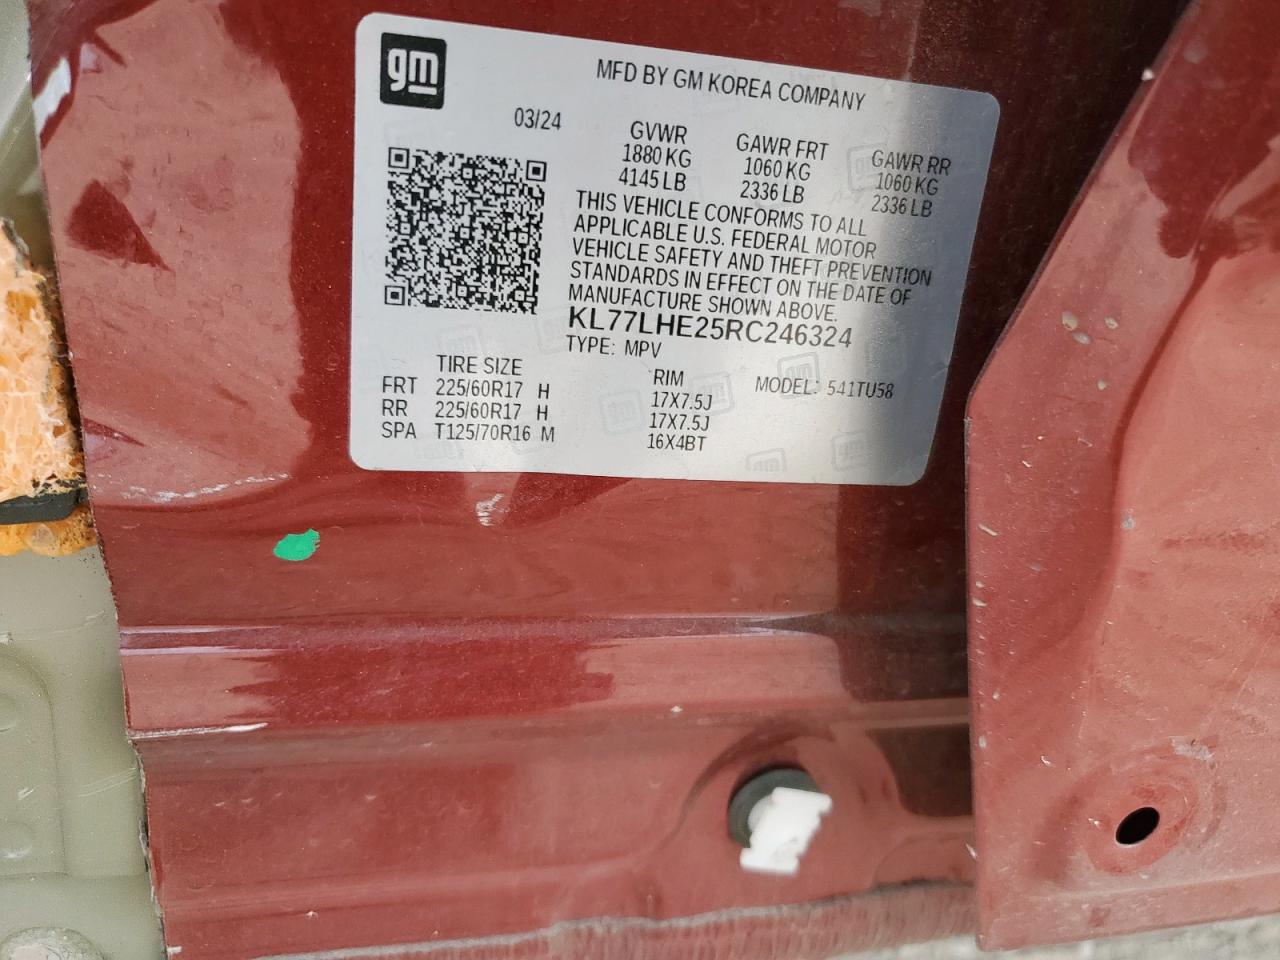 gm
MFD BY GM KOREA COMPANY
03/24
GVWR GAWR FRT GAWR RR
1880 KG 1060 KG 1060 KG
4145 LB 2336 LB 2336 LB
THIS VEHICLE CONFORMS TO ALL
APPLICABLE U.S. FEDERAL MOTOR
VEHICLE SAFETY AND THEFT PREVENTION
STANDARDS IN EFFECT ON THE DATE OF
MANUFACTURE SHOWN ABOVE.
KL77LHE25RC246324
TYPE: MPV
TIRE SIZE RIM MODEL: 541TU58
FRT 225/60R17 H 17X7.5J
RR 225/60R17 H 17X7.5J
SPA T125/70R16 M 16X4BT